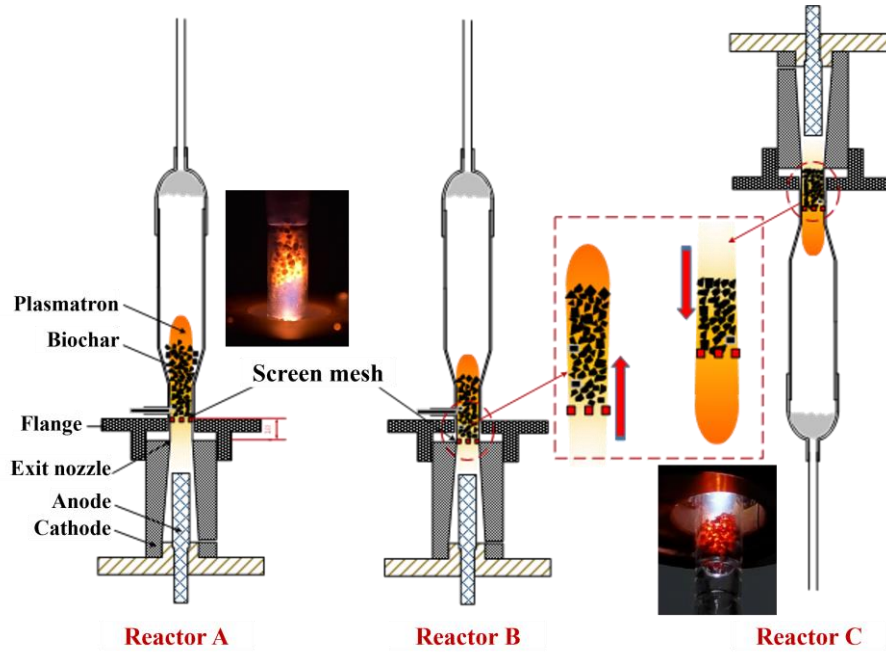 Plasmatron
Biochar
Screen mesh
Flange
Exit nozzle
Anode
Cathode
Reactor A
Reactor B
Reactor C